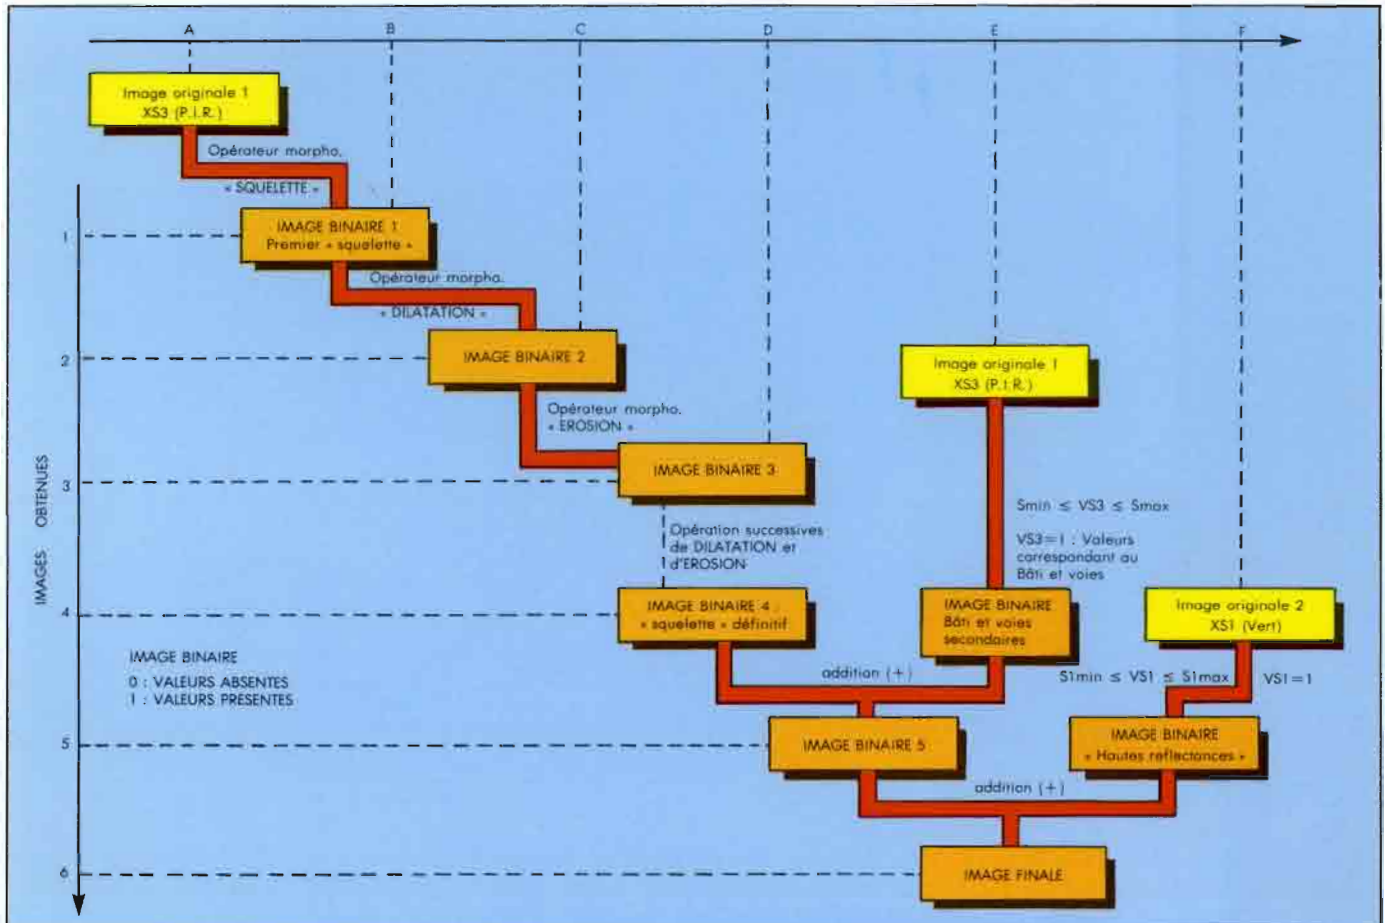 A B C D E F
Image originale 1
XS3 (P.I.R.)
Opérateur morpho.
« SQUELETTE »
1
IMAGE BINAIRE 1
Premier « squelette »
Opérateur morpho.
« DILATATION »
2
IMAGE BINAIRE 2
Image originale 1
XS3 (P.I.R.)
Opérateur morpho.
« EROSION »
3
IMAGE BINAIRE 3
Smin ≤ VS3 ≤ Smax
VS3=1 : Valeurs
correspondant au
Bâti et voies
Opération successives
de DILATATION et
d'EROSION
IMAGES OBTENUES
4
IMAGE BINAIRE 4 :
« squelette » définitif
IMAGE BINAIRE
Bâti et voies
secondaires
Image originale 2
XS1 (Vert)
IMAGE BINAIRE
0 : VALEURS ABSENTES
1 : VALEURS PRESENTES
addition (+)
S1min ≤ VS1 ≤ S1max
VS1=1
5
IMAGE BINAIRE 5
IMAGE BINAIRE
« Hautes reflectances »
addition (+)
6
IMAGE FINALE